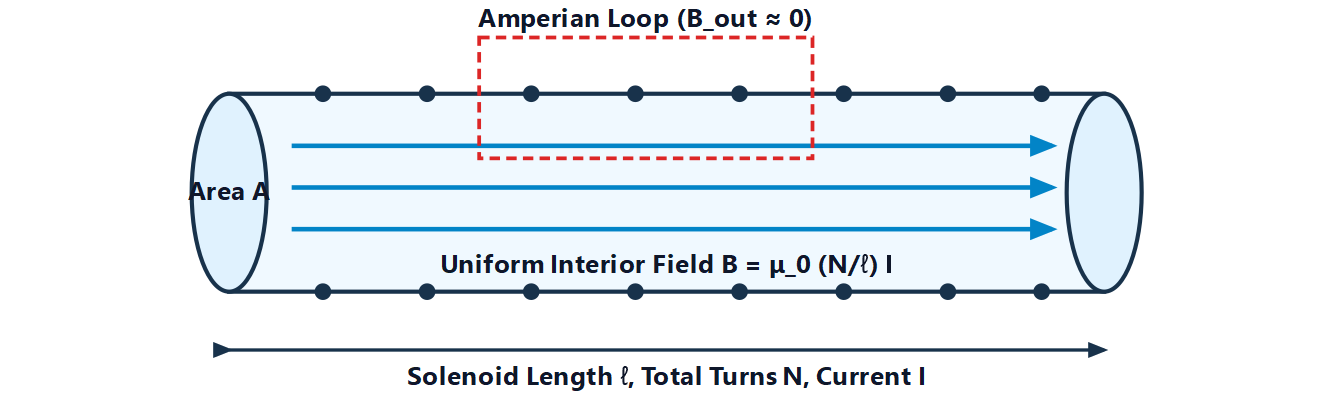 Amperian Loop (B_out ≈ 0)
Area A
Uniform Interior Field B = μ_0 (N/ℓ) I
Solenoid Length ℓ, Total Turns N, Current I